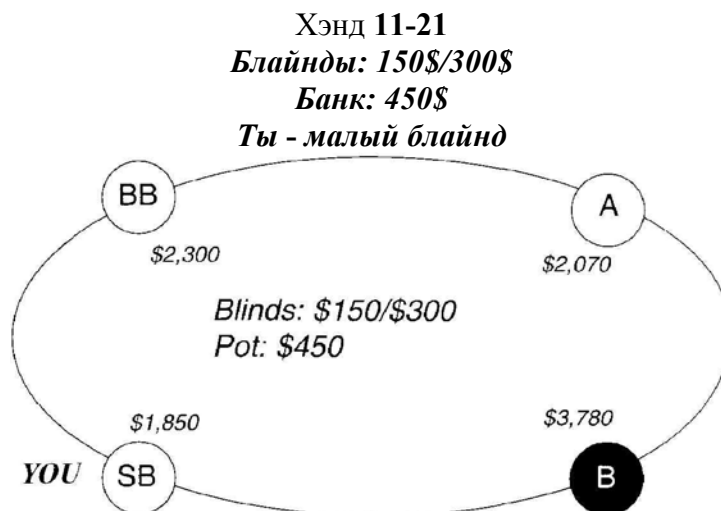 Хэнд 11-21
Блайнды: 150$/300$
Банк: 450$
Ты - малый блайнд
BB
A
$2,300
$2,070
Blinds: $150/$300
Pot: $450
$1,850
$3,780
YOU
SB
B